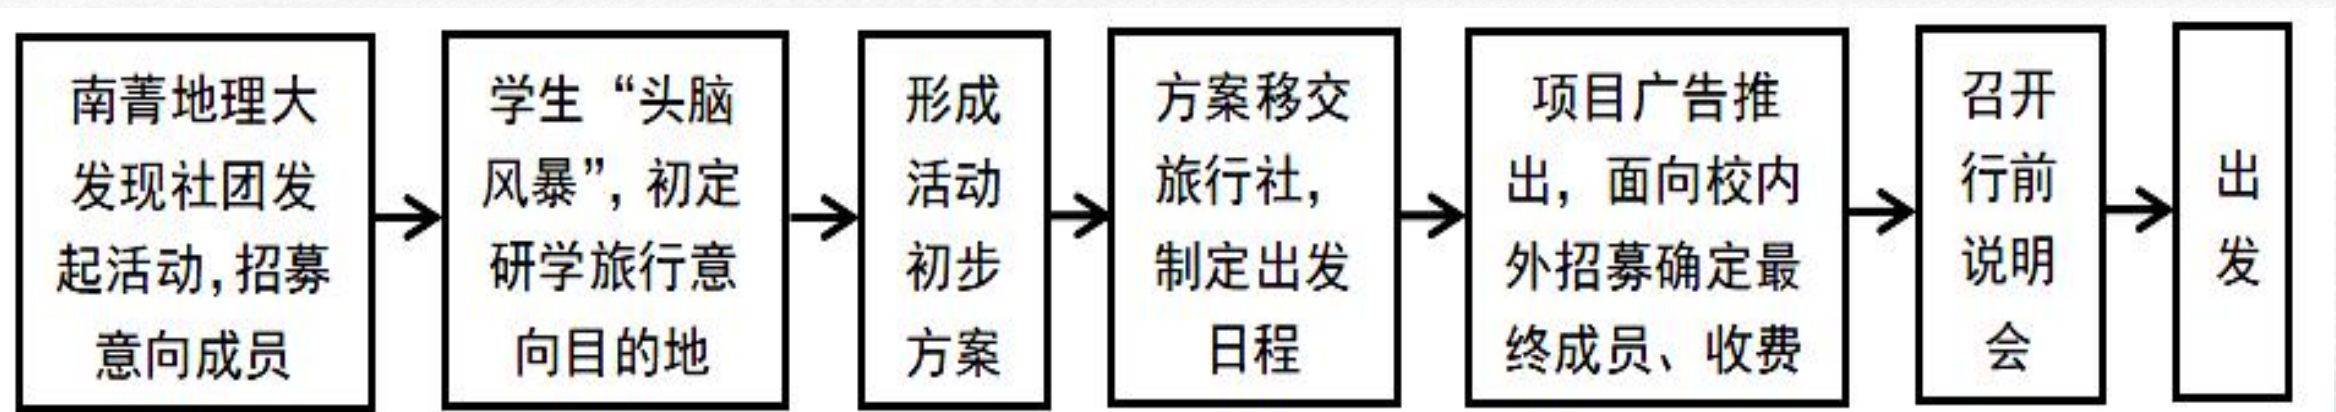 南菁地理大
发现社团发
起活动,招募
意向成员
学生“头脑
风暴”,初定
研学旅行意
向目的地
形成
活动
初步
方案
方案移交
旅行社,
制定出发
日程
项目广告推
出，面向校内
外招募确定最
终成员、收费
召开
行前
说明
会
出
发